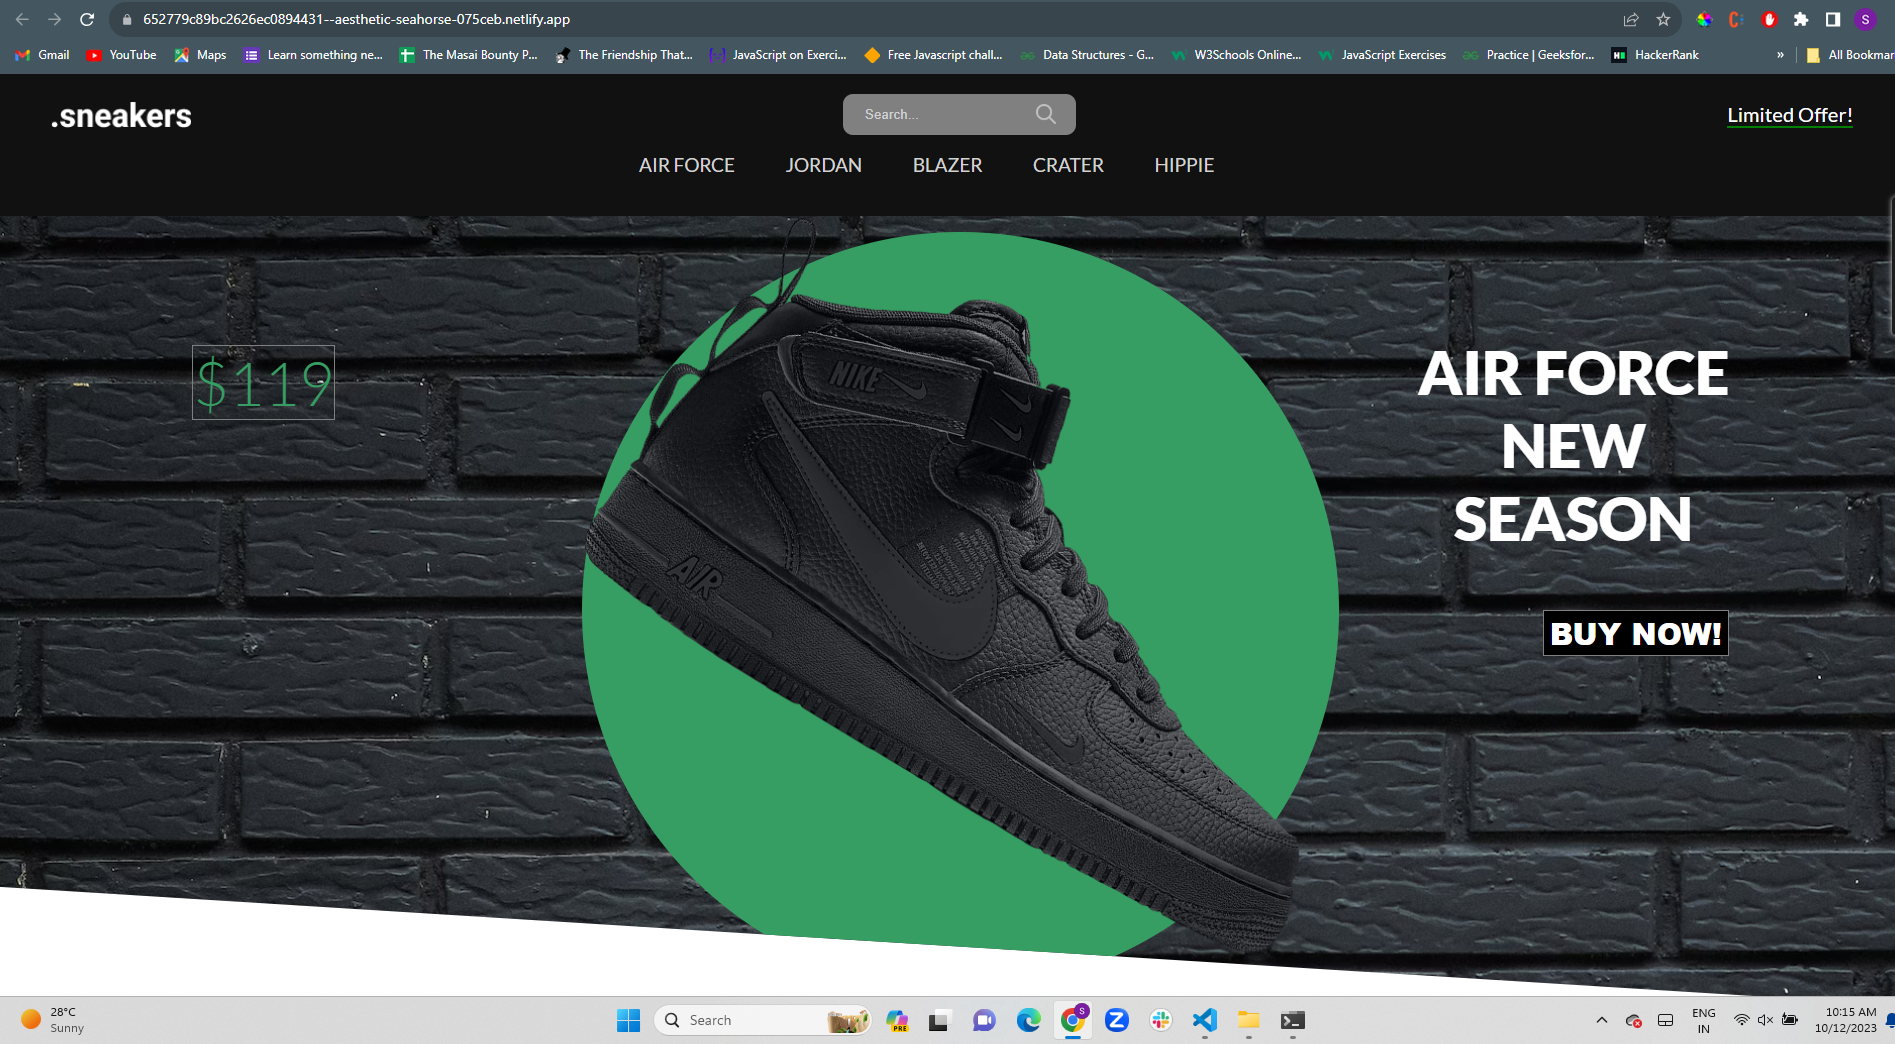 652779c89bc2626ec0894431--aesthetic-seahorse-075ceb.netlify.app
S
Gmail
YouTube
Maps
Learn something ne...
The Masai Bounty P...
The Friendship That...
JavaScript on Exerci...
Free Javascript chall...
Data Structures - G...
W3Schools Online...
JavaScript Exercises
Practice | Geeksfor...
HackerRank
»
All Bookmar
.sneakers
Search...
Limited Offer!
AIR FORCE
JORDAN
BLAZER
CRATER
HIPPIE
$119
NIKE
AIR
AIR FORCE
NEW
SEASON
BUY NOW!
28°C
Sunny
Search
PRE
S
ENG
IN
10:15 AM
10/12/2023